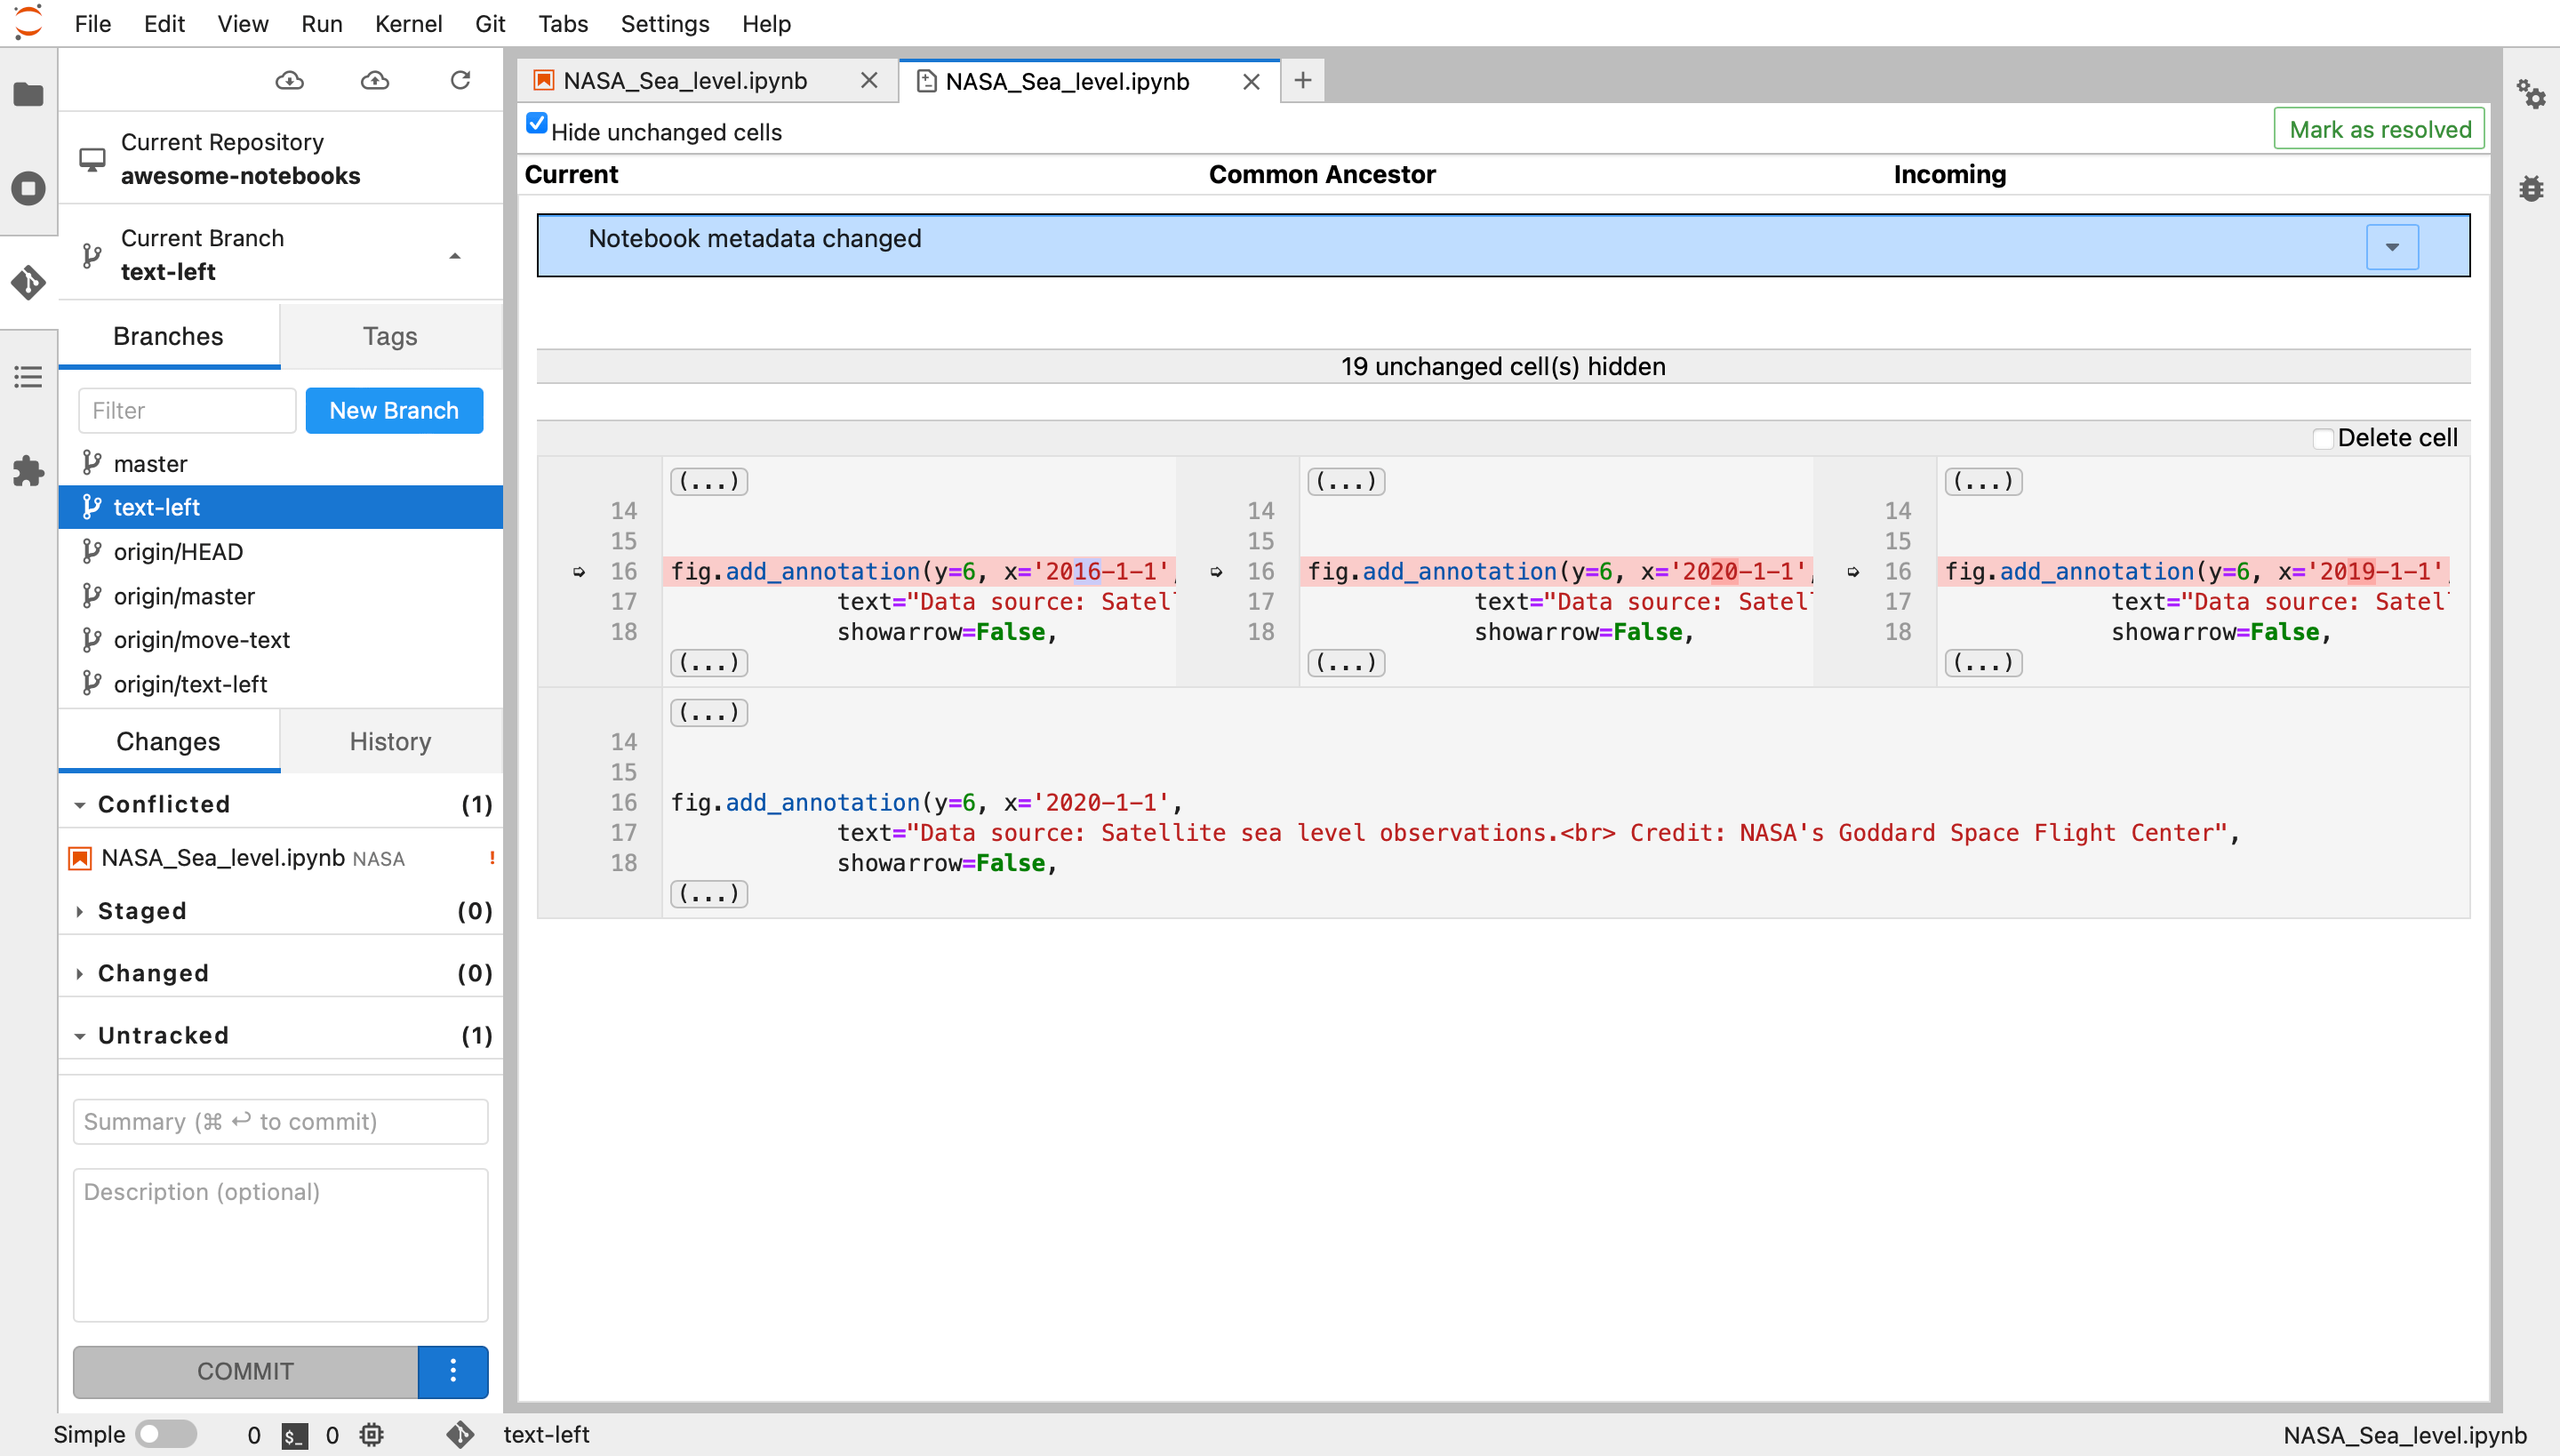 File Edit View Run Kernel Git Tabs Settings Help
Current Repository
awesome-notebooks
Current Branch
text-left
Branches Tags
Filter New Branch
master
text-left
origin/HEAD
origin/master
origin/move-text
origin/text-left
Changes History
Conflicted (1)
NASA_Sea_level.ipynb NASA !
Staged (0)
Changed (0)
Untracked (1)
Summary (⌘ ↩ to commit)
Description (optional)
COMMIT
NASA_Sea_level.ipynb NASA_Sea_level.ipynb
Hide unchanged cells Mark as resolved
Current Common Ancestor Incoming
Notebook metadata changed
19 unchanged cell(s) hidden
Delete cell
(...) (...) (...)
14 14 14
15 15 15
16 fig.add_annotation(y=6, x='2016-1-1', 16 fig.add_annotation(y=6, x='2020-1-1', 16 fig.add_annotation(y=6, x='2019-1-1',
17 text="Data source: Satel 17 text="Data source: Satel 17 text="Data source: Satel
18 showarrow=False, 18 showarrow=False, 18 showarrow=False,
(...) (...) (...)
(...)
14
15
16 fig.add_annotation(y=6, x='2020-1-1',
17 text="Data source: Satellite sea level observations.<br> Credit: NASA's Goddard Space Flight Center",
18 showarrow=False,
(...)
Simple 0 $_ 0 text-left NASA_Sea_level.ipynb